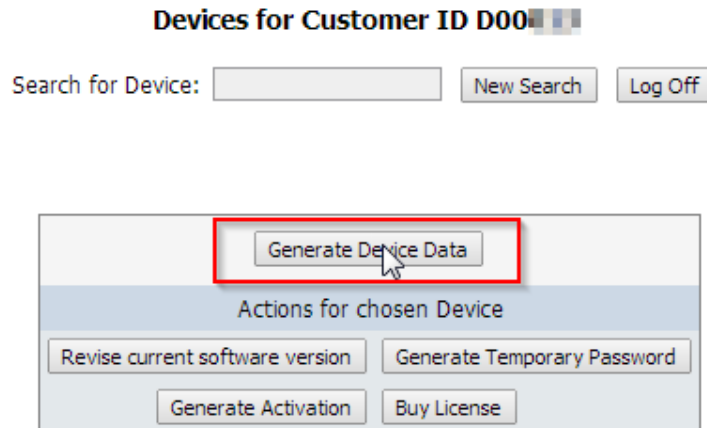 Devices for Customer ID D00
Search for Device: New Search Log Off
Generate Device Data
Actions for chosen Device
Revise current software version Generate Temporary Password
Generate Activation Buy License